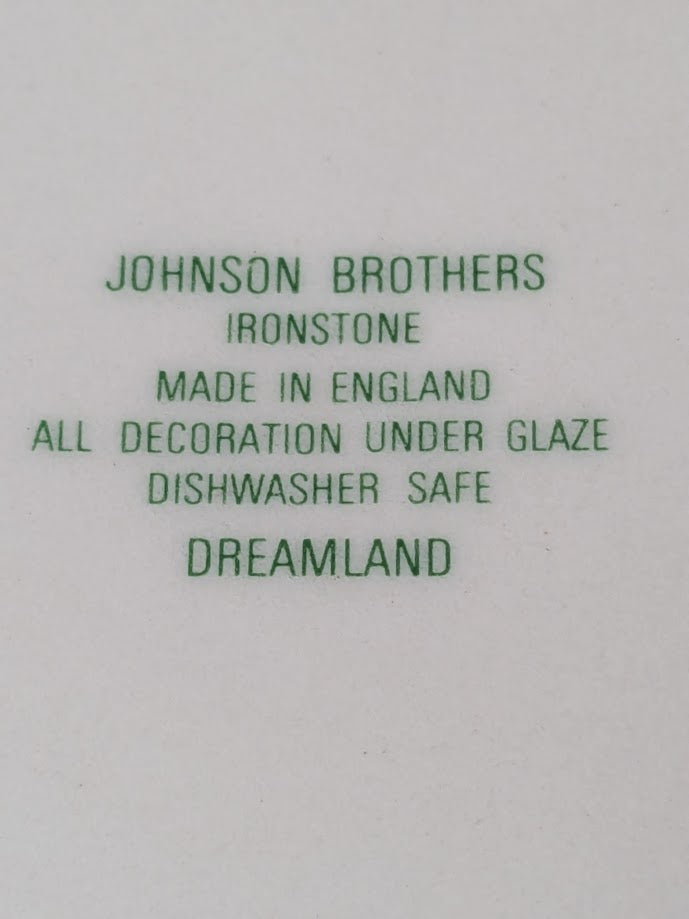 JOHNSON BROTHERS
IRONSTONE
MADE IN ENGLAND
ALL DECORATION UNDER GLAZE
DISHWASHER SAFE
DREAMLAND